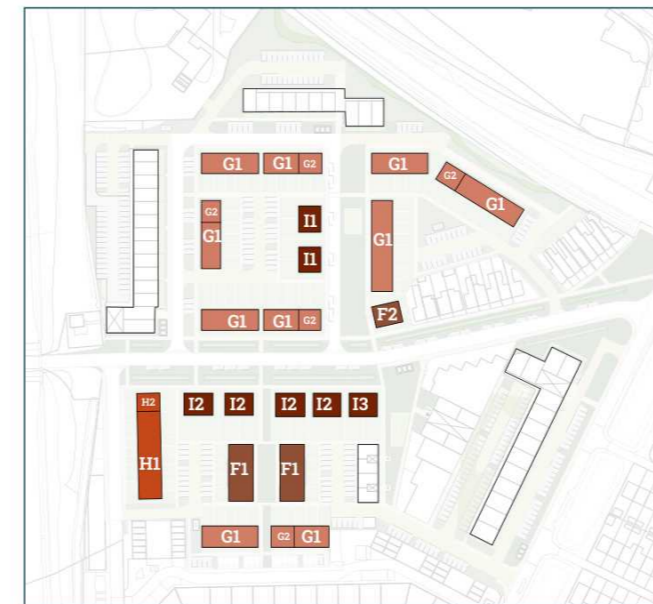 G1 G1 G2 G1
G2 G1
G2 I1
G1 I1 G1
G1 G1 G2 F2
H2 I2 I2 I2 I2 I3
H1 F1 F1
G1 G2 G1